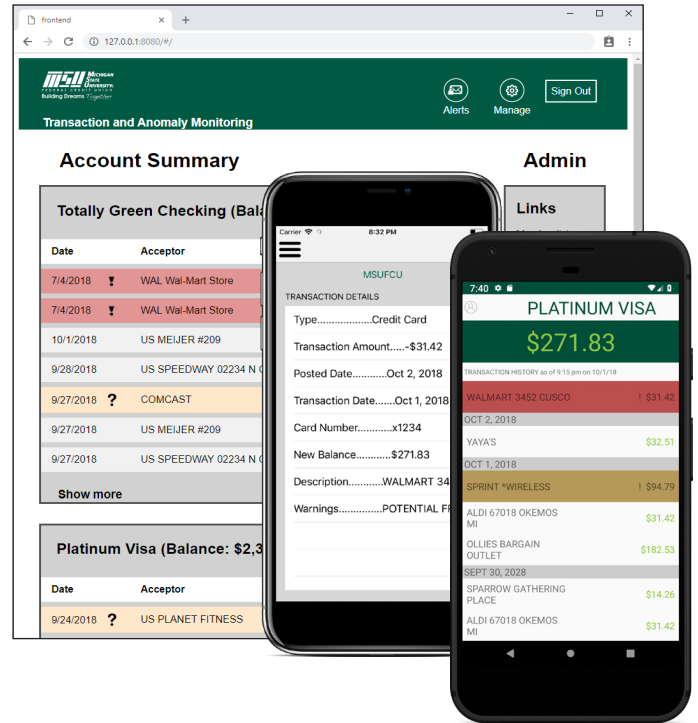 frontend
127.0.0.1:8080/#/
MSU Michigan State University
FEDERAL CREDIT UNION
Building Dreams Together
Transaction and Anomaly Monitoring
Alerts
Manage
Sign Out
Account Summary
Admin
Totally Green Checking (Bala
Links
Date Acceptor
7/4/2018 ! WAL Wal-Mart Store
7/4/2018 ! WAL Wal-Mart Store
10/1/2018 US MEIJER #209
9/28/2018 US SPEEDWAY 02234 N
9/27/2018 ? COMCAST
9/27/2018 US MEIJER #209
9/27/2018 US SPEEDWAY 02234 N
Show more
Platinum Visa (Balance: $2,3
Date Acceptor
9/24/2018 ? US PLANET FITNESS
Carrier 8:32 PM
MSUFCU
TRANSACTION DETAILS
Type..................Credit Card
Transaction Amount.....-$31.42
Posted Date............Oct 2, 2018
Transaction Date.......Oct 1, 2018
Card Number............x1234
New Balance............$271.83
Description............WALMART 34
Warnings...............POTENTIAL F
7:40
PLATINUM VISA
$271.83
TRANSACTION HISTORY as of 9:15 pm on 10/1/18
WALMART 3452 CUSCO ! $31.42
OCT 2, 2018
YAYA'S $32.51
OCT 1, 2018
SPRINT *WIRELESS ! $94.79
ALDI 67018 OKEMOS
MI
$31.42
OLLIES BARGAIN
OUTLET
$182.53
SEPT 30, 2028
SPARROW GATHERING
PLACE
$14.26
ALDI 67018 OKEMOS
MI
$31.42